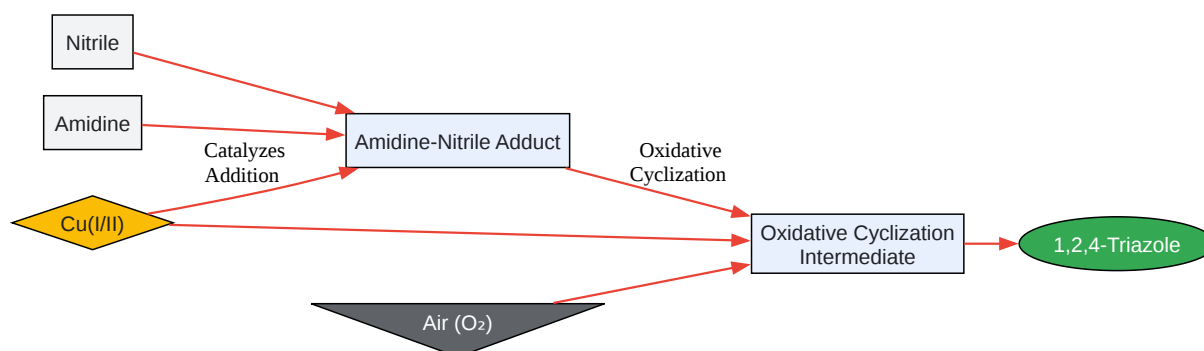 Nitrile
Amidine
Catalyzes
Addition
Cu(I/II)
Amidine-Nitrile Adduct
Oxidative
Cyclization
Oxidative Cyclization
Intermediate
Air (O₂)
1,2,4-Triazole